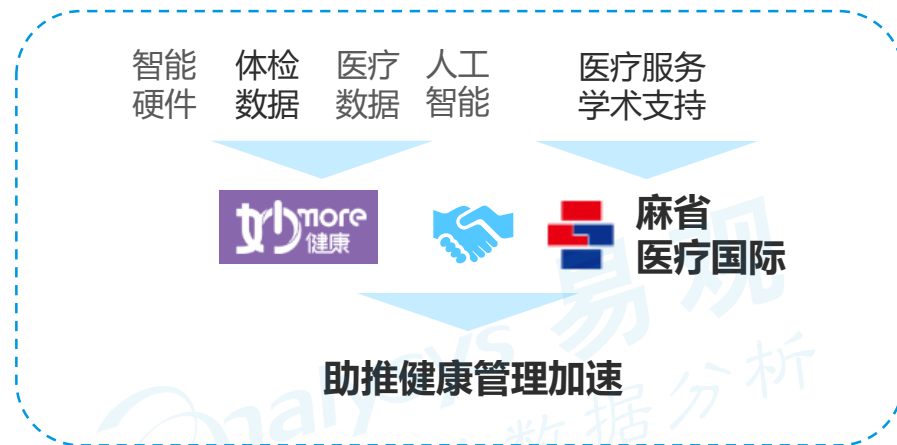 智能 体检 医疗 人工 医疗服务
硬件 数据 数据 智能 学术支持
妙more
健康
麻省
医疗国际
助推健康管理加速
易观
analysys
数据分析